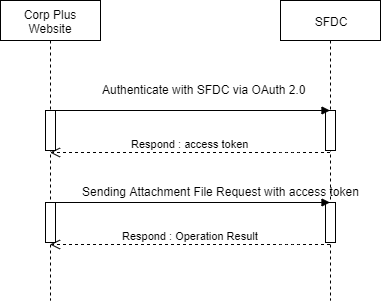 Corp Plus
Website
SFDC
Authenticate with SFDC via OAuth 2.0
Respond : access token
Sending Attachment File Request with access token
Respond : Operation Result